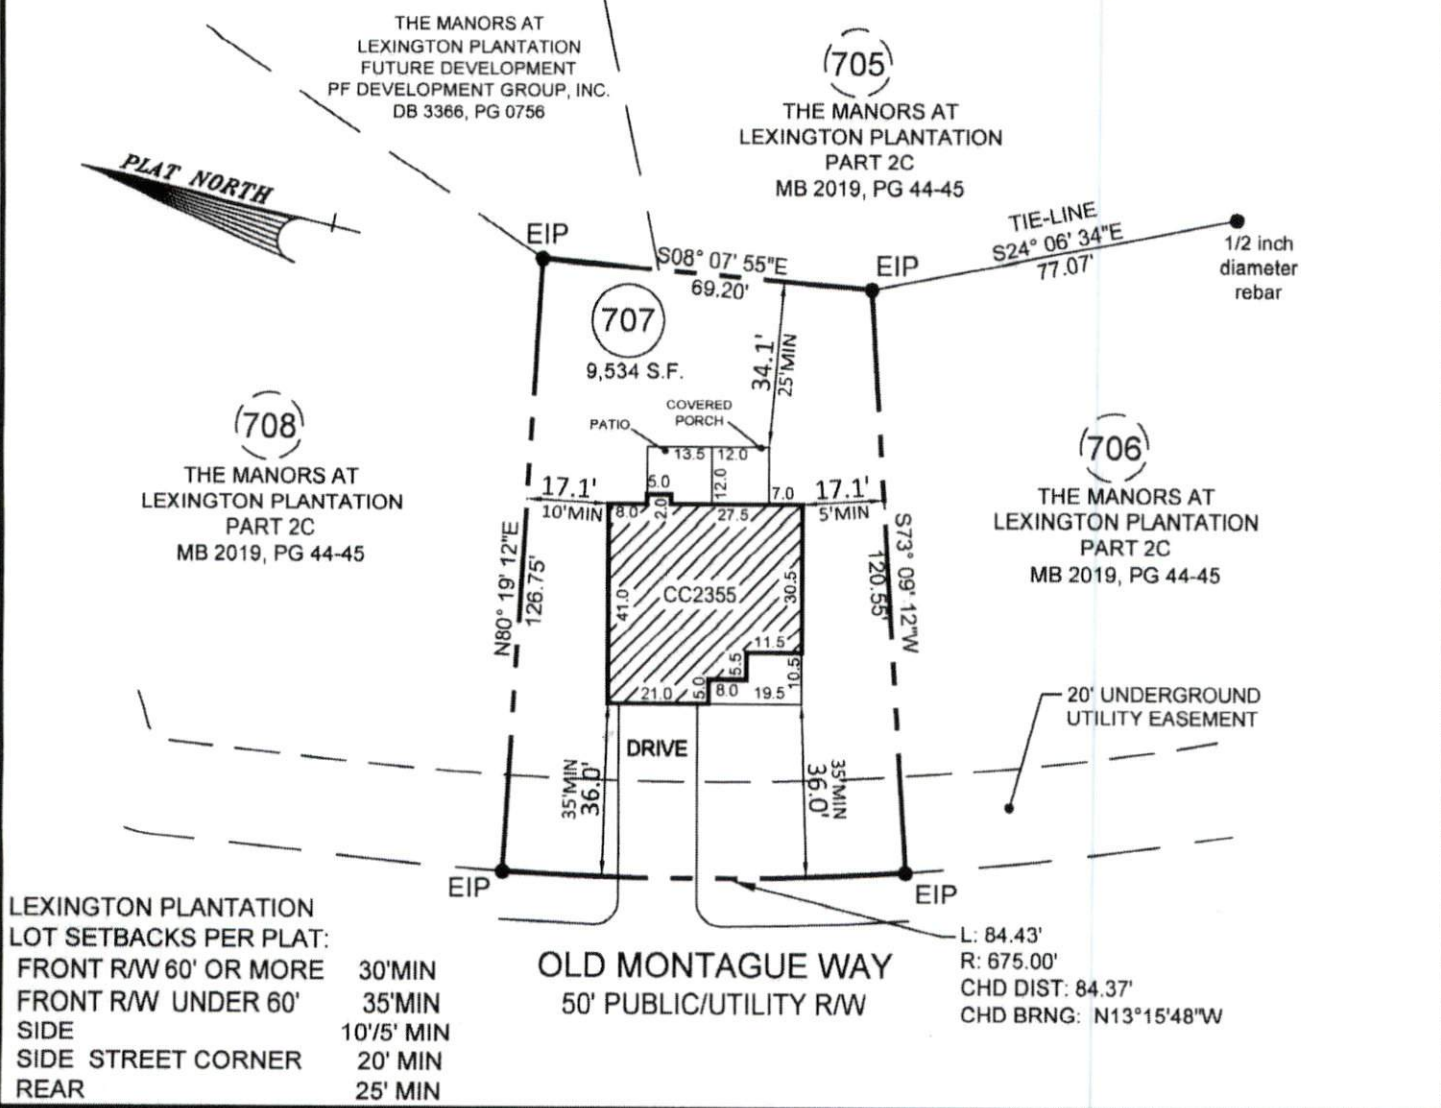 THE MANORS AT
LEXINGTON PLANTATION
FUTURE DEVELOPMENT
PF DEVELOPMENT GROUP, INC.
DB 3366, PG 0756
705
THE MANORS AT
LEXINGTON PLANTATION
PART 2C
MB 2019, PG 44-45
PLAT NORTH
EIP
S08° 07' 55"E
69.20'
EIP
TIE-LINE
S24° 06' 34"E
77.07'
1/2 inch
diameter
rebar
707
9,534 S.F.
34.1'
25'MIN
PATIO
COVERED
PORCH
13.5
12.0
5.0
12.0
7.0
708
THE MANORS AT
LEXINGTON PLANTATION
PART 2C
MB 2019, PG 44-45
706
THE MANORS AT
LEXINGTON PLANTATION
PART 2C
MB 2019, PG 44-45
17.1'
10'MIN
8.0
2.0
27.5
17.1'
5'MIN
N80° 19' 12"E
126.75'
S73° 09' 12"W
120.55'
41.0
CC2355
30.5
11.5
5.5
10.5
21.0
5.0
8.0
19.5
DRIVE
35'MIN
36.0'
35'MIN
36.0'
20' UNDERGROUND
UTILITY EASEMENT
EIP
EIP
L: 84.43'
R: 675.00'
CHD DIST: 84.37'
CHD BRNG: N13°15'48"W
OLD MONTAGUE WAY
50' PUBLIC/UTILITY R/W
LEXINGTON PLANTATION
LOT SETBACKS PER PLAT:
FRONT R/W 60' OR MORE 30'MIN
FRONT R/W UNDER 60' 35'MIN
SIDE 10'/5' MIN
SIDE STREET CORNER 20' MIN
REAR 25' MIN